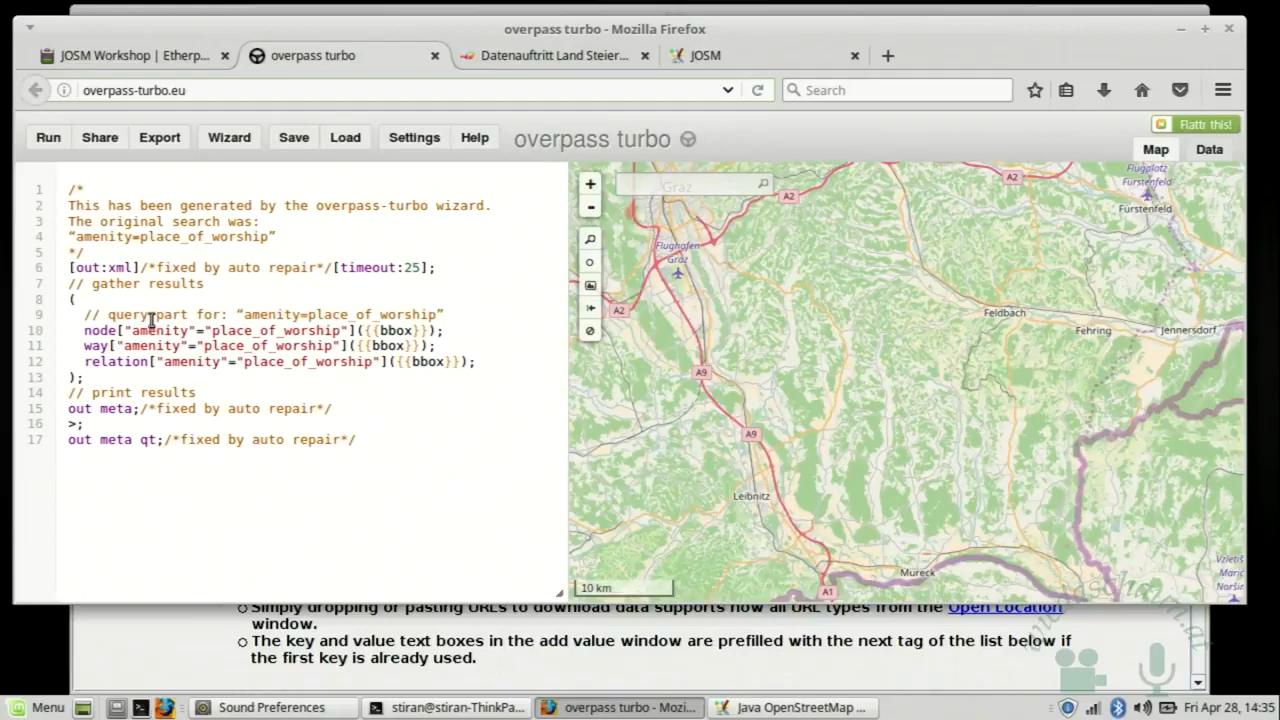 overpass turbo - Mozilla Firefox
JOSM Workshop | Etherp...
overpass turbo
Datenauftritt Land Steier...
JOSM
overpass-turbo.eu
Search
Flattr this!
Run Share Export Wizard Save Load Settings Help overpass turbo
Map Data
1 /*
2 This has been generated by the overpass-turbo wizard.
3 The original search was:
4 “amenity=place_of_worship”
5 */
6 [out:xml]/*fixed by auto repair*/[timeout:25];
7 // gather results
8 (
9 // query part for: “amenity=place_of_worship”
10 node["amenity"="place_of_worship"]({{bbox}});
11 way["amenity"="place_of_worship"]({{bbox}});
12 relation["amenity"="place_of_worship"]({{bbox}});
13 );
14 // print results
15 out meta;/*fixed by auto repair*/
16 >;
17 out meta qt;/*fixed by auto repair*/
+
-
Graz
A2
A2
Flugplatz
Fürstenfeld
Fürstenfeld
Flughafen
Graz
A2
Feldbach
Fehring
Jennersdorf
A9
A9
Leibnitz
Mureck
A1
10 km
Simply dropping or pasting URLs to download data supports now all URL types from the Open Location
window.
The key and value text boxes in the add value window are prefilled with the next tag of the list below if
the first key is already used.
Menu
Sound Preferences
stiran@stiran-ThinkPa...
overpass turbo - Mozi...
Java OpenStreetMap ...
Fri Apr 28, 14:35